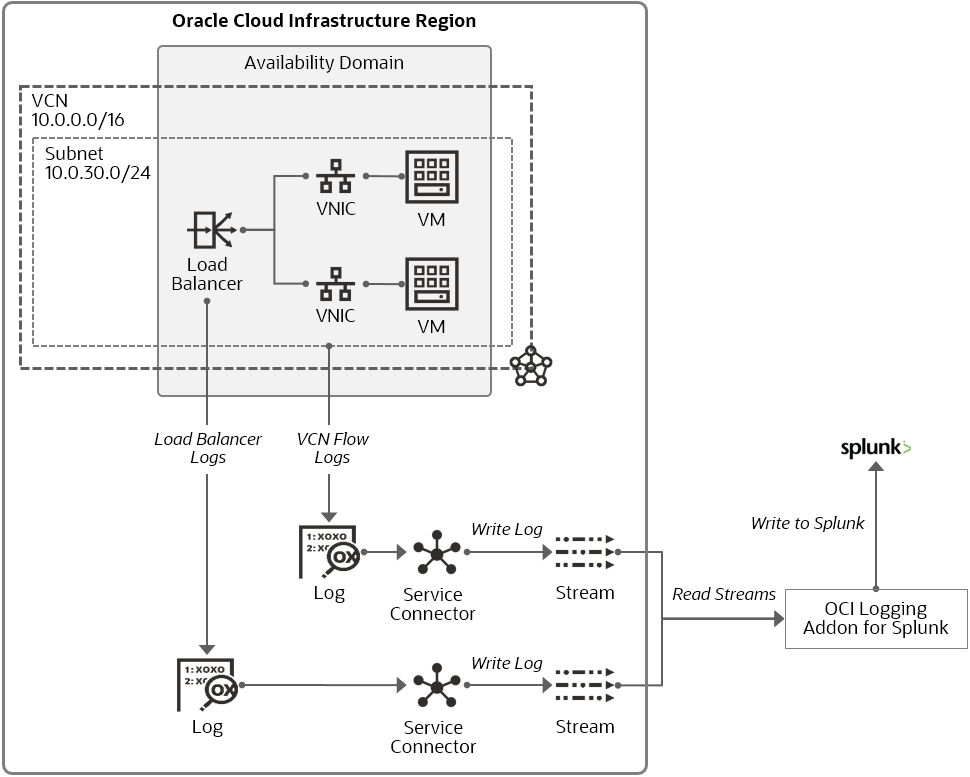 Oracle Cloud Infrastructure Region
Availability Domain
VCN
10.0.0.0/16
Subnet
10.0.30.0/24
VNIC
VM
Load
Balancer
VNIC
VM
Load Balancer
Logs
VCN Flow
Logs
splunk>
Write to Splunk
1: XOXO
2: XC
OX
Log
Service
Connector
Write Log
Stream
Read Streams
OCI Logging
Addon for Splunk
1: XOXO
2: XC
OX
Log
Service
Connector
Write Log
Stream